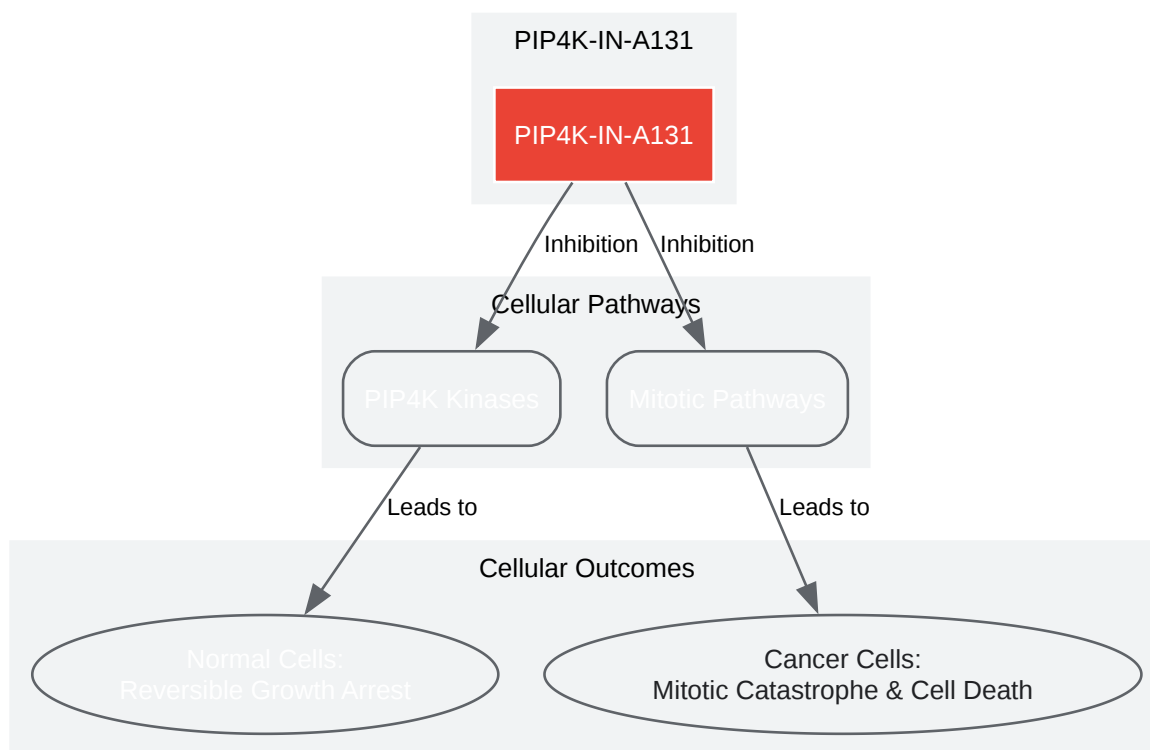 PIP4K-IN-A131
PIP4K-IN-A131
Inhibition
Inhibition
Cellular Pathways
PIP4K Kinases
Mitotic Pathways
Leads to
Leads to
Cellular Outcomes
Normal Cells:
Reversible Growth Arrest
Cancer Cells:
Mitotic Catastrophe & Cell Death